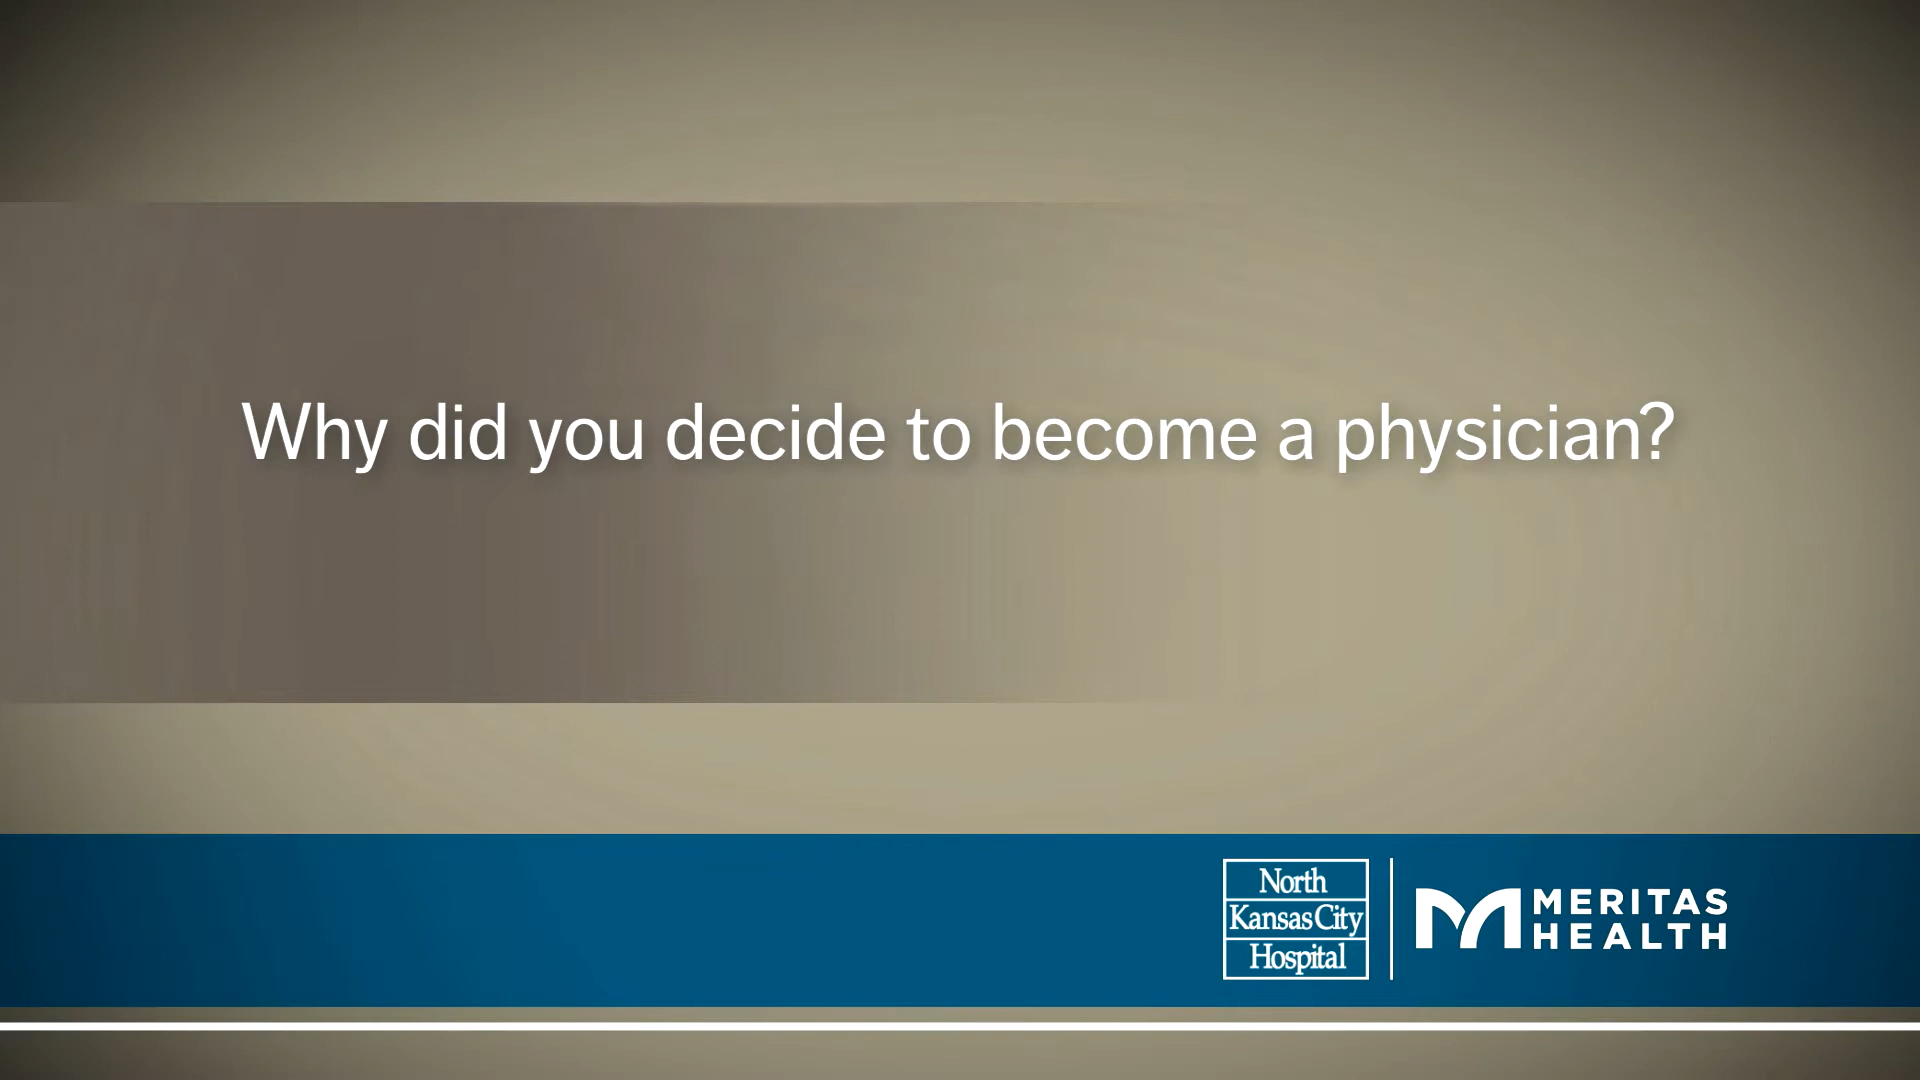 Why did you decide to become a physician?
North
Kansas City
Hospital
MERITAS
HEALTH